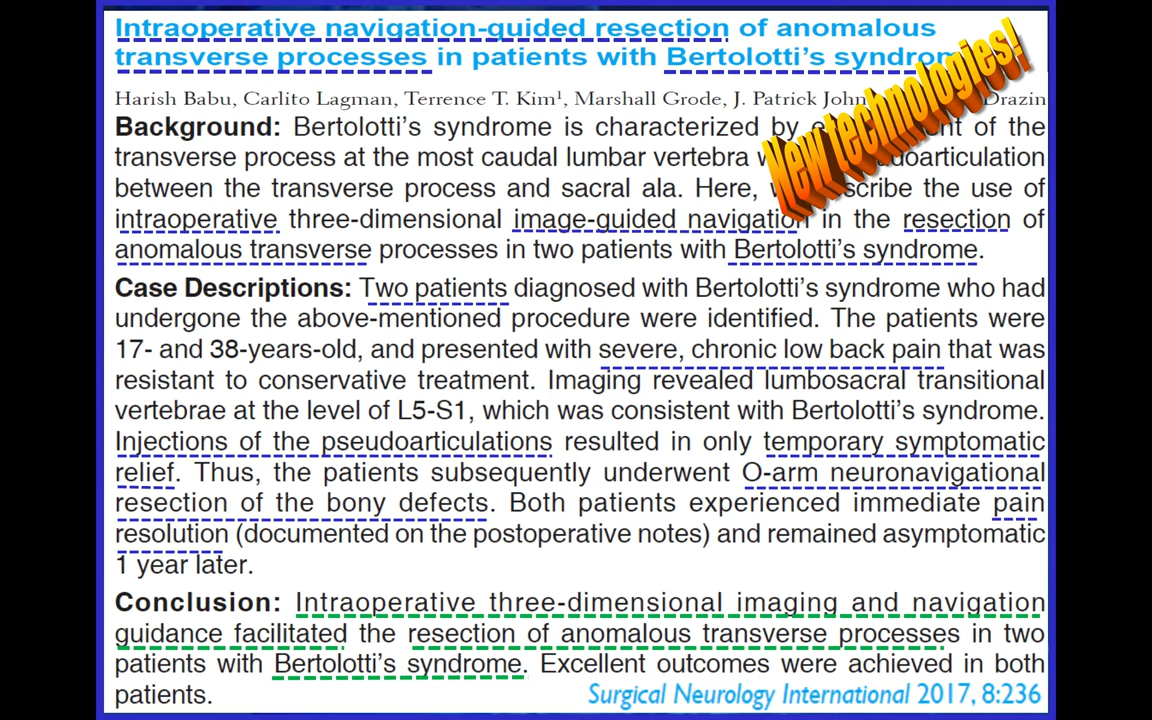 Intraoperative navigation-guided resection of anomalous
transverse processes in patients with Bertolotti's syndrom
New technologies!
Harish Babu, Carlito Lagman, Terrence T. Kim¹, Marshall Grode, J. Patrick John Drazin
Background: Bertolotti's syndrome is characterized by of the
transverse process at the most caudal lumbar vertebra
between the transverse process and sacral ala. Here, the use of
intraoperative three-dimensional image-guided navigation in the resection of
anomalous transverse processes in two patients with Bertolotti's syndrome.
Case Descriptions: Two patients diagnosed with Bertolotti's syndrome who had
undergone the above-mentioned procedure were identified. The patients were
17- and 38-years-old, and presented with severe, chronic low back pain that was
resistant to conservative treatment. Imaging revealed lumbosacral transitional
vertebrae at the level of L5-S1, which was consistent with Bertolotti's syndrome.
Injections of the pseudoarticulations resulted in only temporary symptomatic
relief. Thus, the patients subsequently underwent O-arm neuronavigational
resection of the bony defects. Both patients experienced immediate pain
resolution (documented on the postoperative notes) and remained asymptomatic
1 year later.
Conclusion: Intraoperative three-dimensional imaging and navigation
guidance facilitated the resection of anomalous transverse processes in two
patients with Bertolotti's syndrome. Excellent outcomes were achieved in both
patients.
Surgical Neurology International 2017, 8:236